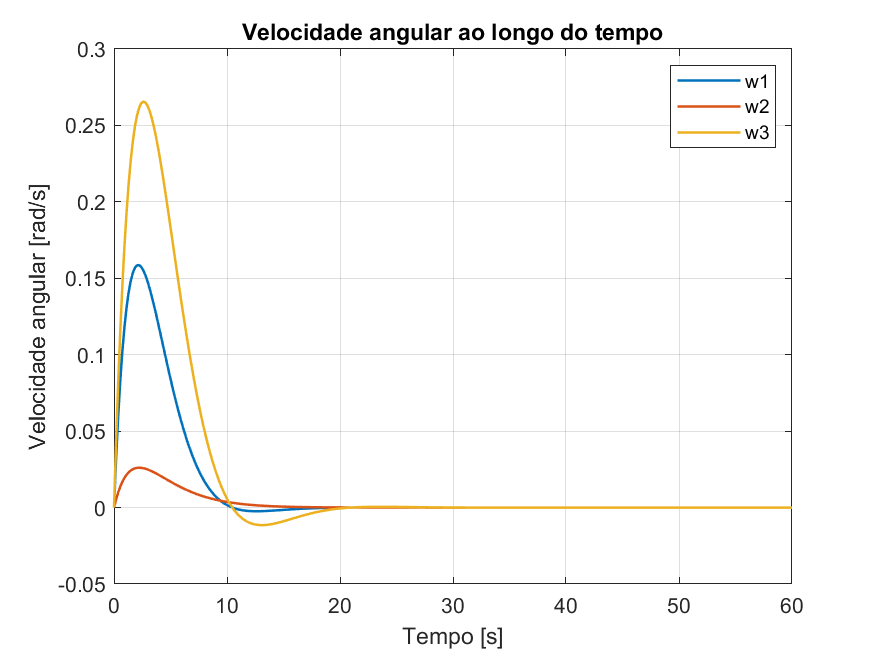 Velocidade angular ao longo do tempo
0.3
0.25
0.2
0.15
0.1
0.05
0
-0.05
Velocidade angular [rad/s]
w1
w2
w3
0 10 20 30 40 50 60
Tempo [s]